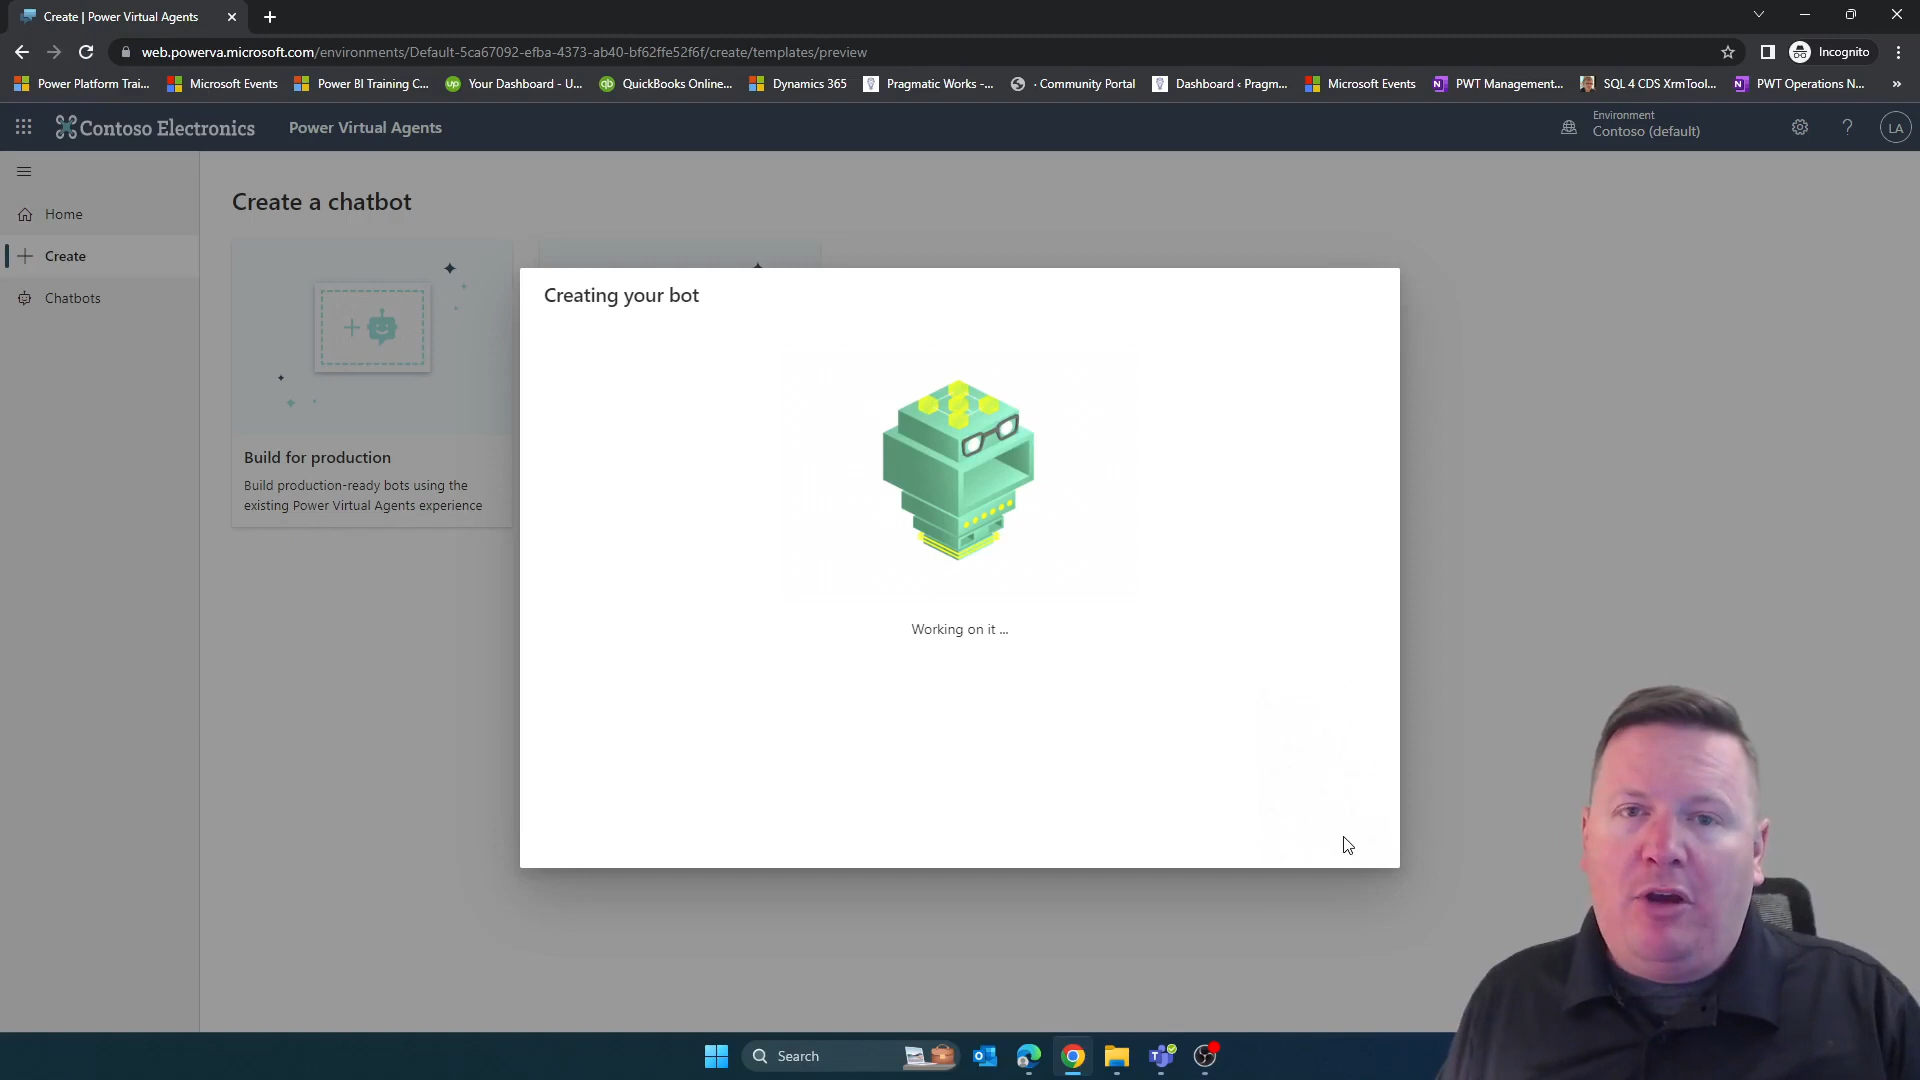 Create | Power Virtual Agents
web.powerva.microsoft.com/environments/Default-5ca67092-efba-4373-ab40-bf62ffe52f6f/create/templates/preview
Incognito
Power Platform Trai...
Microsoft Events
Power BI Training C...
Your Dashboard - U...
QuickBooks Online...
Dynamics 365
Pragmatic Works -...
· Community Portal
Dashboard ‹ Pragm...
Microsoft Events
PWT Management...
SQL 4 CDS XrmTool...
PWT Operations N...
Contoso Electronics
Power Virtual Agents
Environment
Contoso (default)
LA
Home
Create
Chatbots
Create a chatbot
Build for production
Build production-ready bots using the
existing Power Virtual Agents experience
Creating your bot
Working on it ...
Search